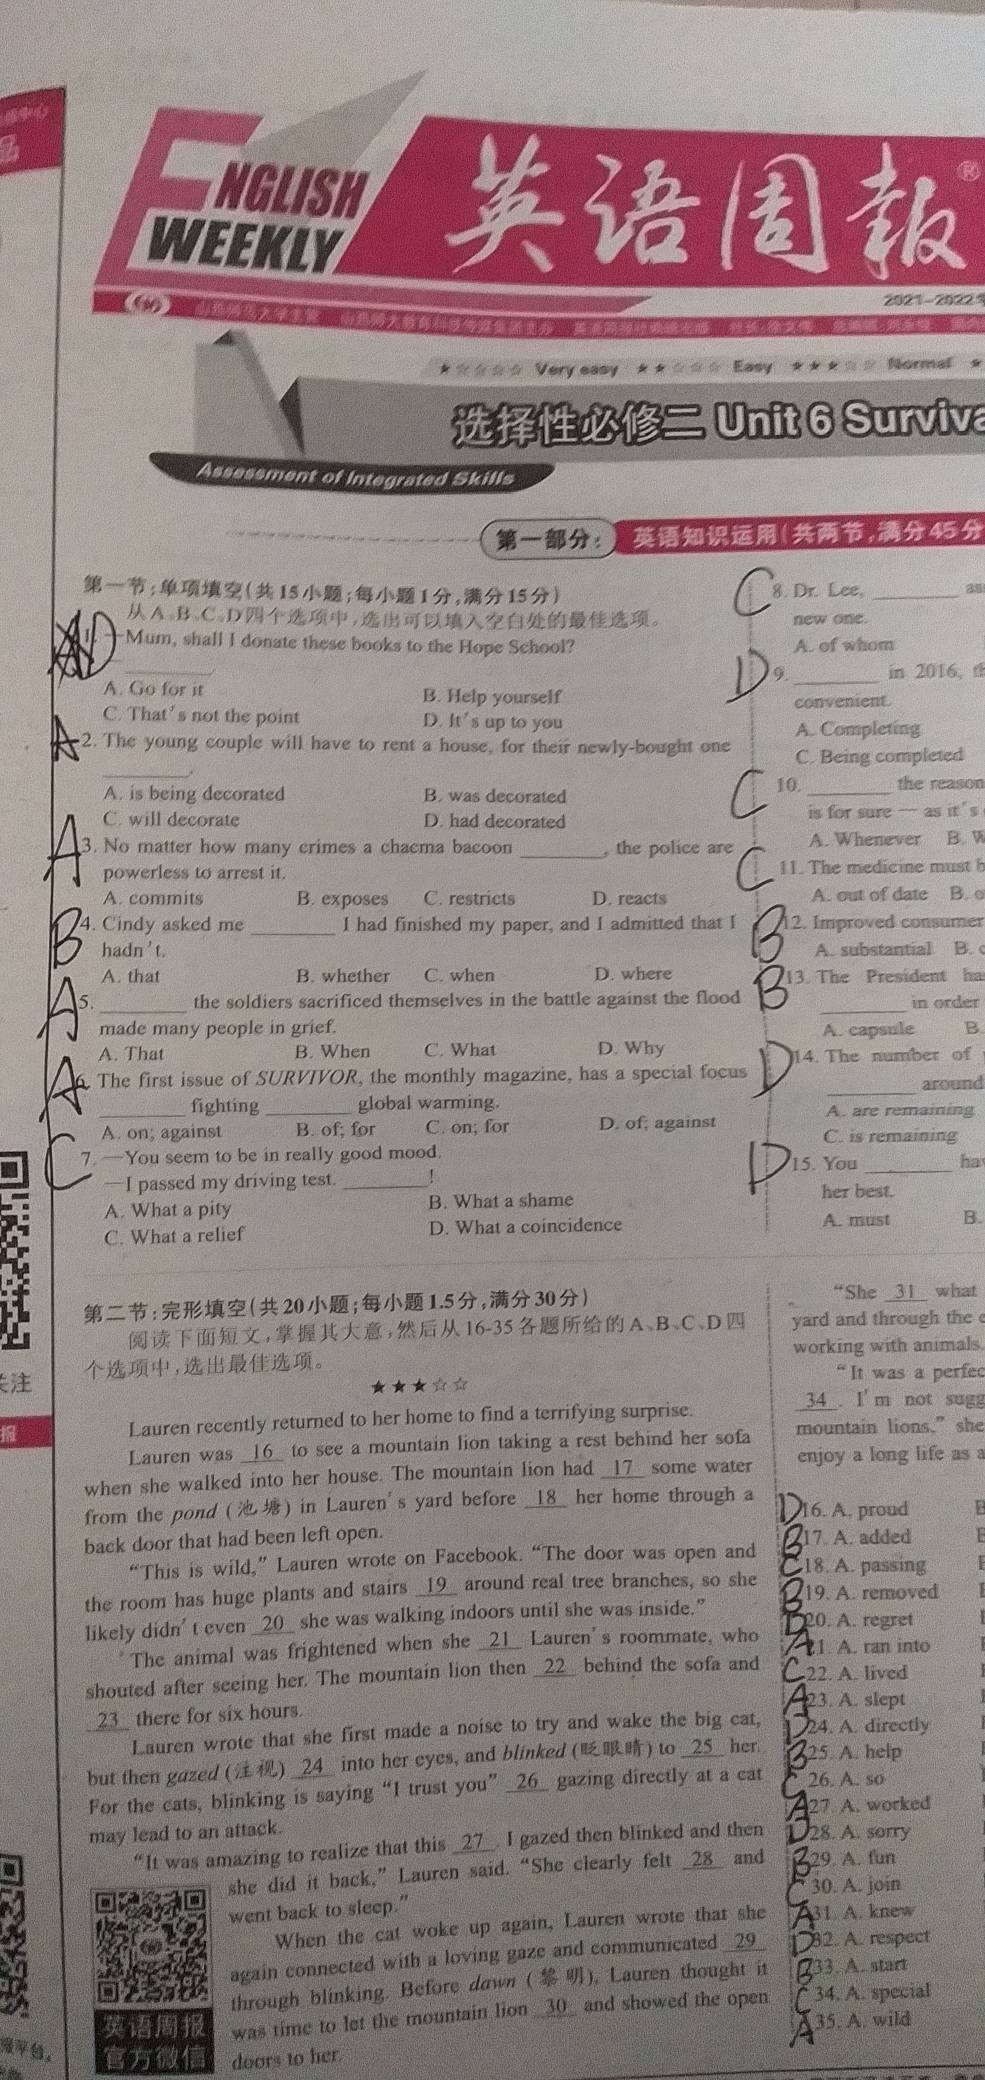 ENGLISH
WEEKLY
英语周报®
2021-2022
★☆☆☆☆ Very easy ★★☆☆☆ Easy ★★★☆☆ Normal
选择性必修二 Unit 6 Surviva
Assessment of Integrated Skills
第一部分: 英语知识运用(共两节,满分45分
第一节:单项填空(共15小题;每小题1分,满分15分)
从A、B、C、D四个选项中,选出可以填入空白处的最佳选项。
1. —Mum, shall I donate these books to the Hope School?
________.
A. Go for it B. Help yourself
C. That's not the point D. It's up to you
2. The young couple will have to rent a house, for their newly-bought one
________.
A. is being decorated B. was decorated
C. will decorate D. had decorated
3. No matter how many crimes a chacma bacoon ________, the police are
powerless to arrest it.
A. commits B. exposes C. restricts D. reacts
4. Cindy asked me ________ I had finished my paper, and I admitted that I
hadn't.
A. that B. whether C. when D. where
5. ________ the soldiers sacrificed themselves in the battle against the flood
made many people in grief.
A. That B. When C. What D. Why
6. The first issue of SURVIVOR, the monthly magazine, has a special focus
________ fighting ________ global warming.
A. on; against B. of; for C. on; for D. of; against
7. —You seem to be in really good mood.
—I passed my driving test. ________!
A. What a pity B. What a shame
C. What a relief D. What a coincidence
A
A
B
A
A
C
C 8. Dr. Lee, ________ as
new one.
A. of whom
D 9. ________ in 2016, th
convenient.
A. Completing
C. Being completed
C 10. ________ the reason
is for sure — as it's
A. Whenever B. W
C 11. The medicine must b
A. out of date B. o
B 12. Improved consumer
A. substantial B. c
B 13. The President ha
________ in order
A. capsule B.
D 14. The number of
________ around
A. are remaining
C. is remaining
D 15. You ________ ha
her best.
A. must B.
第二节:完形填空(共20小题;每小题1.5分,满分30分)
阅读下面短文,掌握其大意,然后从16-35各题所给的A、B、C、D四
个选项中,选出最佳选项。
★★★☆☆
Lauren recently returned to her home to find a terrifying surprise.
Lauren was 16 to see a mountain lion taking a rest behind her sofa
when she walked into her house. The mountain lion had 17 some water
from the pond (池塘) in Lauren's yard before 18 her home through a
back door that had been left open.
"This is wild," Lauren wrote on Facebook. "The door was open and
the room has huge plants and stairs 19 around real tree branches, so she
likely didn't even 20 she was walking indoors until she was inside."
The animal was frightened when she 21 Lauren's roommate, who
shouted after seeing her. The mountain lion then 22 behind the sofa and
23 there for six hours.
Lauren wrote that she first made a noise to try and wake the big cat,
but then gazed (注视) 24 into her eyes, and blinked (眨眼睛) to 25 her.
For the cats, blinking is saying "I trust you" 26 gazing directly at a cat
may lead to an attack.
"It was amazing to realize that this 27 . I gazed then blinked and then
she did it back," Lauren said. "She clearly felt 28 and
went back to sleep."
When the cat woke up again, Lauren wrote that she
again connected with a loving gaze and communicated 29
through blinking. Before dawn (黎明), Lauren thought it
was time to let the mountain lion 30 and showed the open
doors to her.
英语周报
官方微信
"She 31 what
yard and through the
working with animals.
"It was a perfec
34 . I'm not sugg
mountain lions," she
enjoy a long life as a
D 16. A. proud
B 17. A. added
C 18. A. passing
B 19. A. removed
D 20. A. regret
A 21. A. ran into
C 22. A. lived
A 23. A. slept
D 24. A. directly
B 25. A. help
C 26. A. so
A 27. A. worked
D 28. A. sorry
B 29. A. fun
C 30. A. join
A 31. A. knew
D 32. A. respect
B 33. A. start
C 34. A. special
A 35. A. wild